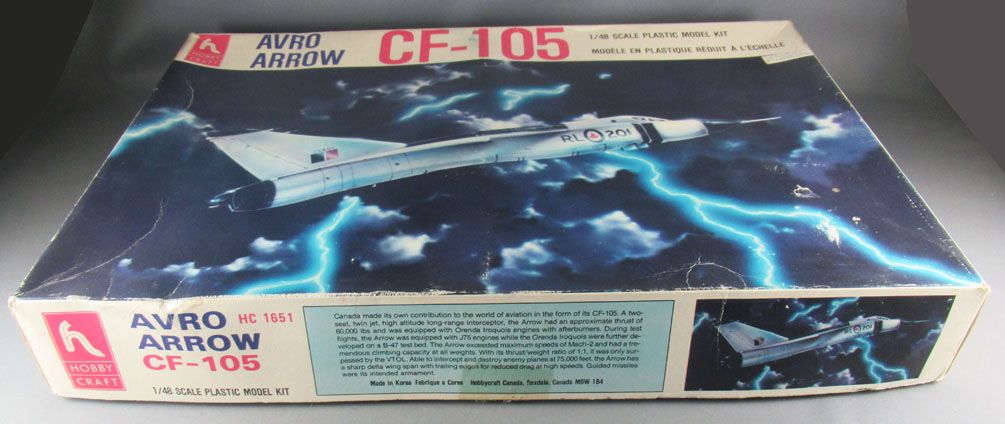 h
HOBBY
CRAFT
AVRO
ARROW
CF-105
1/48 SCALE PLASTIC MODEL KIT
MODÈLE EN PLASTIQUE RÉDUIT À L'ÉCHELLE
RL 201
h
HOBBY
CRAFT
AVRO HC 1651
ARROW
CF-105
1/48 SCALE PLASTIC MODEL KIT
Canada made its own contribution to the world of aviation in the form of its CF-105. A two-
seat, twin jet, high altitude long-range interceptor, the Arrow had an approximate thrust of
60,000 lbs and was equipped with Orenda Iroquois engines with afterburners. During test
flights, the Arrow was equipped with J75 engines while the Orenda Iroquois were further de-
veloped on a B-47 test bed. The Arrow exceeded maximum speeds of Mach-2 and had a tre-
mendous climbing capacity at all weights. With its thrust/weight ratio of 1:1, it was only sur-
passed by the VTOL. Able to intercept and destroy enemy planes at 75,000 feet, the Arrow has
a sharp delta wing span with trailing edges for reduced drag at high speeds. Guided missiles
were its intended armament.
Made in Korea Fabrique a Coree Hobbycraft Canada, Rexdale, Canada M9W 1B4
RL 201